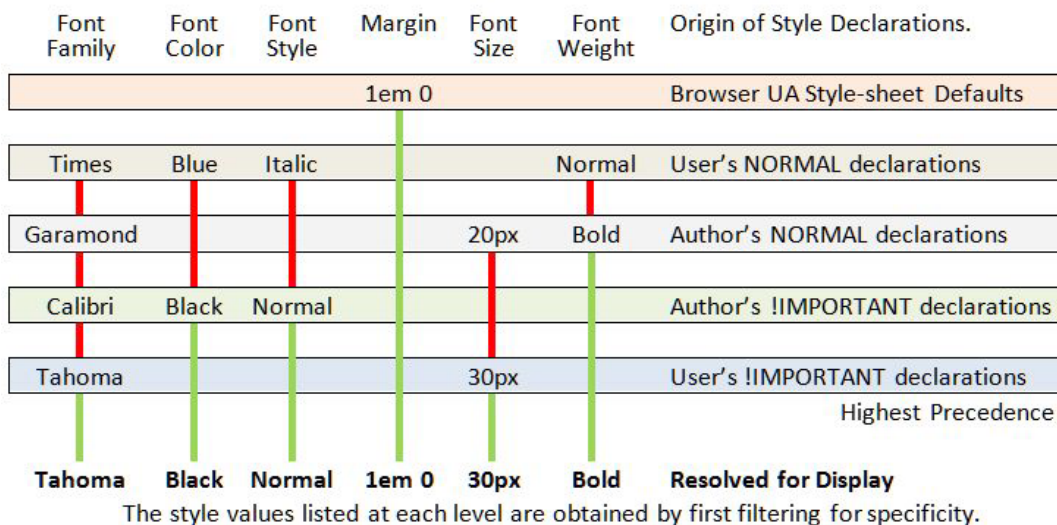 Font Font Font Margin Font Font Origin of Style Declarations.
Family Color Style Size Weight
1em 0 Browser UA Style-sheet Defaults
Times Blue Italic Normal User's NORMAL declarations
Garamond 20px Bold Author's NORMAL declarations
Calibri Black Normal Author's !IMPORTANT declarations
Tahoma 30px User's !IMPORTANT declarations
Highest Precedence
Tahoma Black Normal 1em 0 30px Bold Resolved for Display
The style values listed at each level are obtained by first filtering for specificity.